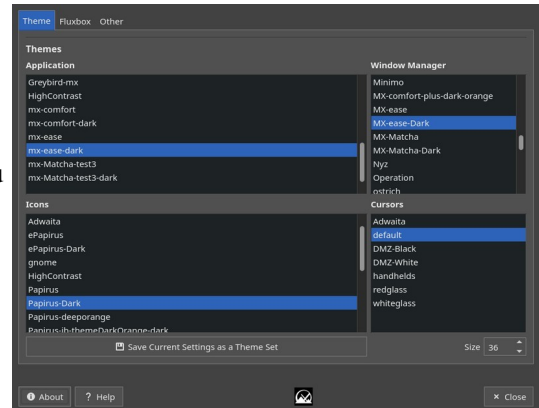 Theme Fluxbox Other
Themes
Application
Greybird-mx
HighContrast
mx-comfort
mx-comfort-dark
mx-ease
mx-ease-dark
mx-Matcha-test3
mx-Matcha-test3-dark
Window Manager
Minimo
MX-comfort-plus-dark-orange
MX-ease
MX-ease-Dark
MX-Matcha
MX-Matcha-Dark
Nyz
Operation
ostrich
Icons
Adwaita
ePapirus
ePapirus-Dark
gnome
HighContrast
Papirus
Papirus-Dark
Papirus-deeporange
Papirus-jb-themeDarkOrange-dark
Cursors
Adwaita
default
DMZ-Black
DMZ-White
handhelds
redglass
whiteglass
Save Current Settings as a Theme Set
Size 36
About ? Help × Close